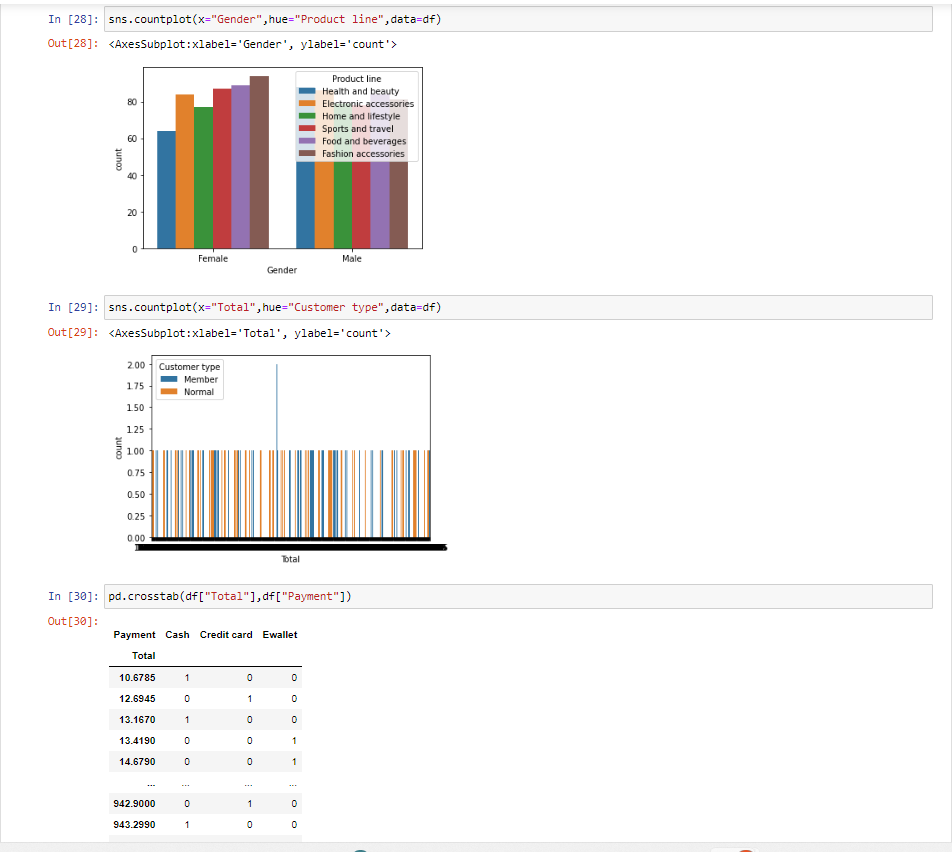 In [28]: sns.countplot(x="Gender",hue="Product line",data=df)
Out[28]: <AxesSubplot:xlabel='Gender', ylabel='count'>
Product line
Health and beauty
Electronic accessories
Home and lifestyle
Sports and travel
Food and beverages
Fashion accessories
80
60
40
20
0
count
Female Male
Gender
In [29]: sns.countplot(x="Total",hue="Customer type",data=df)
Out[29]: <AxesSubplot:xlabel='Total', ylabel='count'>
Customer type
Member
Normal
2.00
1.75
1.50
1.25
1.00
0.75
0.50
0.25
0.00
count
Total
In [30]: pd.crosstab(df["Total"],df["Payment"])
Out[30]:
Payment Cash Credit card Ewallet
Total
10.6785 1 0 0
12.6945 0 1 0
13.1670 1 0 0
13.4190 0 0 1
14.6790 0 0 1
... ... ... ...
942.9000 0 1 0
943.2990 1 0 0